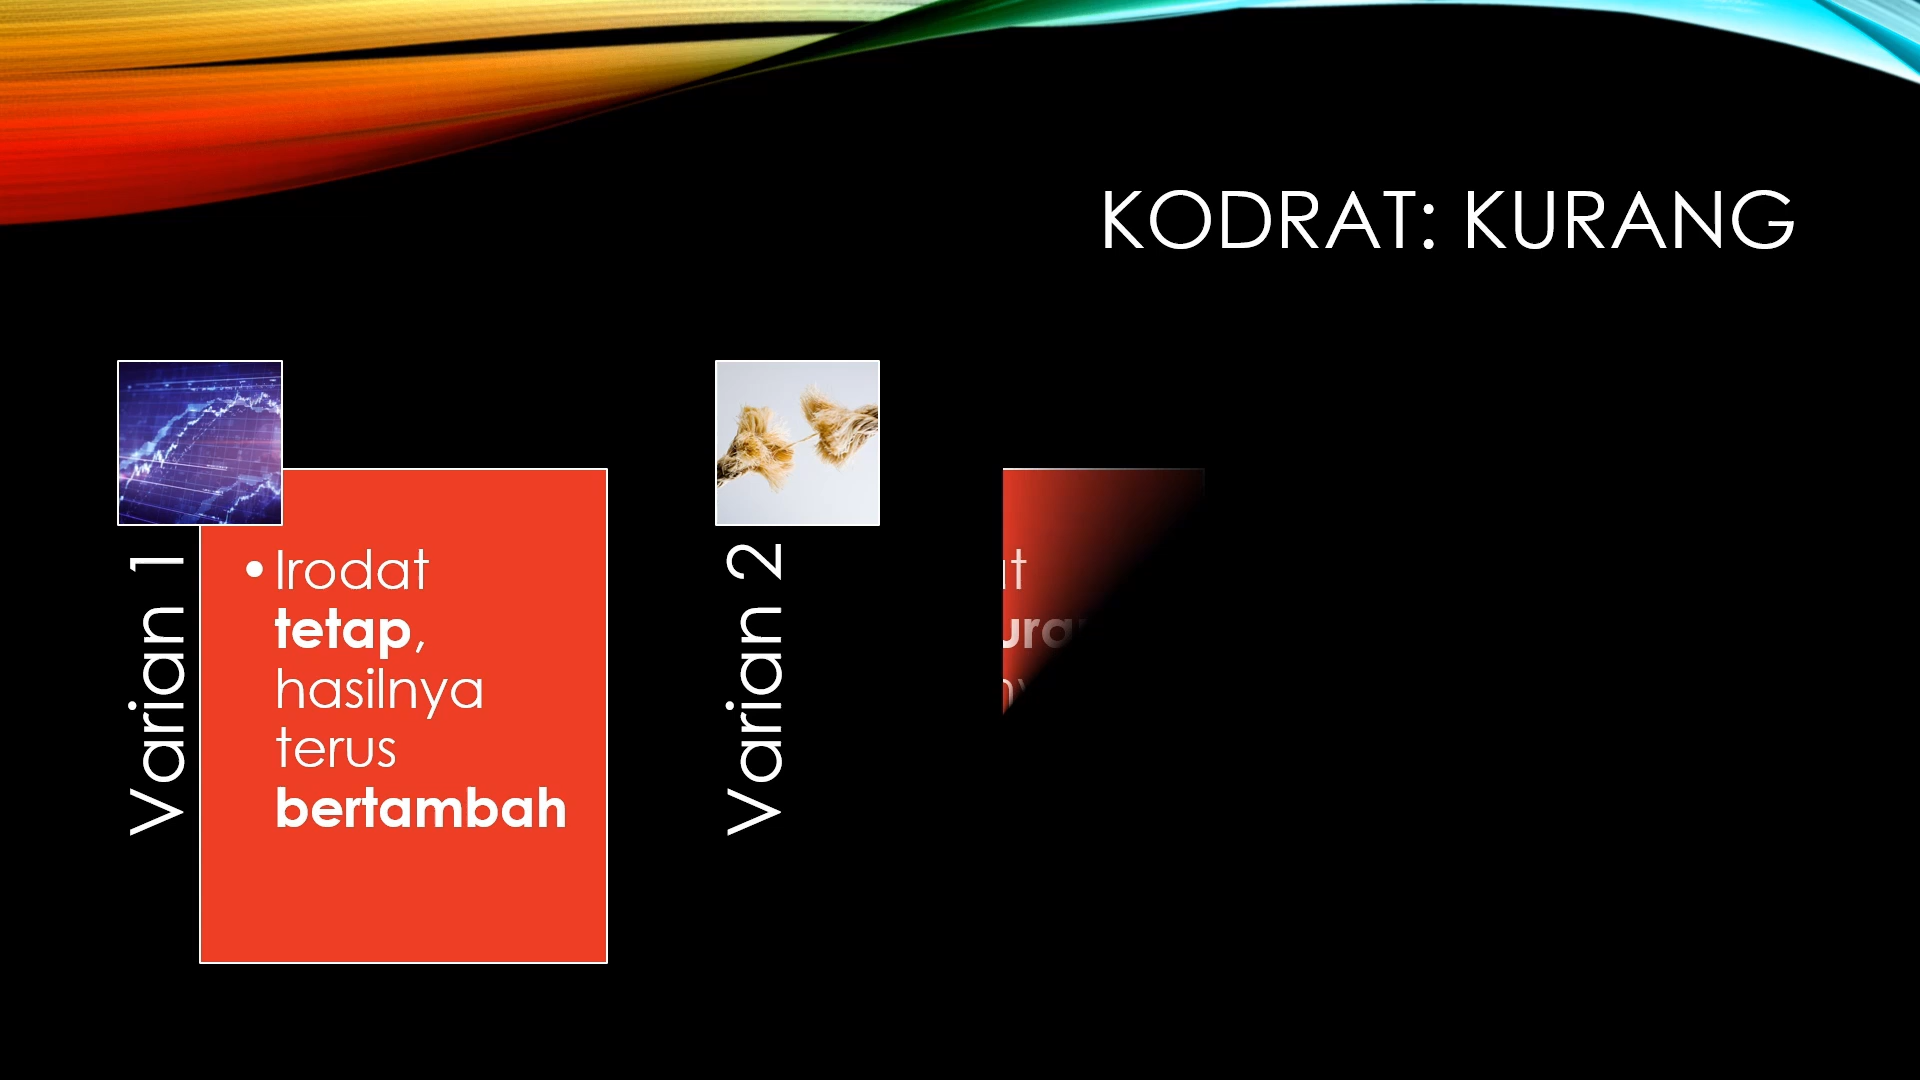 KODRAT: KURANG
Varian 1
• Irodat
tetap,
hasilnya
terus
bertambah
Varian 2